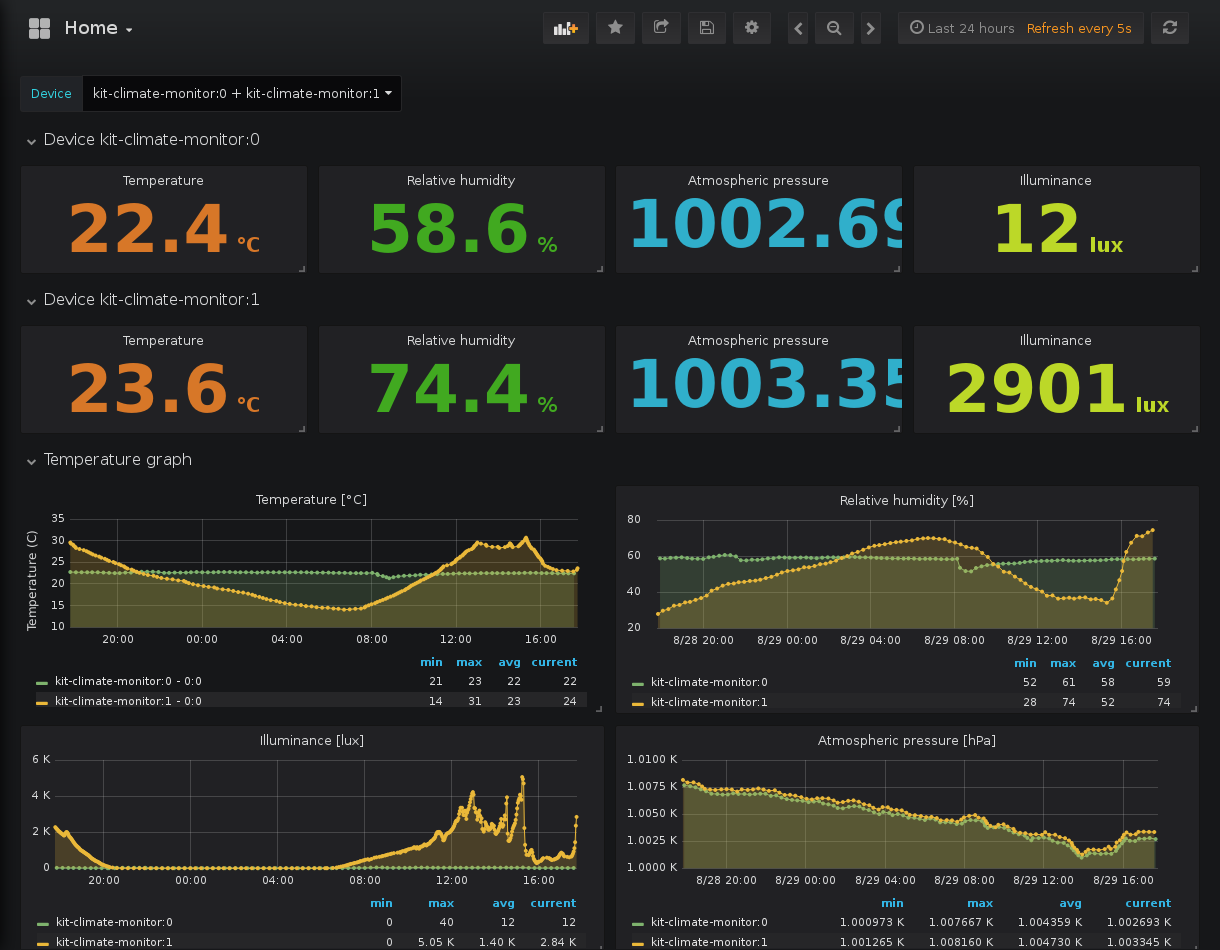 Home
Last 24 hours Refresh every 5s
Device kit-climate-monitor:0 + kit-climate-monitor:1
Device kit-climate-monitor:0
Temperature Relative humidity Atmospheric pressure Illuminance
22.4 °C 58.6 % 1002.69 12 lux
Device kit-climate-monitor:1
Temperature Relative humidity Atmospheric pressure Illuminance
23.6 °C 74.4 % 1003.35 2901 lux
Temperature graph
Temperature [°C]
Temperature (C)
35
30
25
20
15
10
20:00 00:00 04:00 08:00 12:00 16:00
min max avg current
kit-climate-monitor:0 - 0:0 21 23 22 22
kit-climate-monitor:1 - 0:0 14 31 23 24
Relative humidity [%]
80
60
40
20
8/28 20:00 8/29 00:00 8/29 04:00 8/29 08:00 8/29 12:00 8/29 16:00
min max avg current
kit-climate-monitor:0 52 61 58 59
kit-climate-monitor:1 28 74 52 74
Illuminance [lux]
6 K
4 K
2 K
0
20:00 00:00 04:00 08:00 12:00 16:00
min max avg current
kit-climate-monitor:0 0 40 12 12
kit-climate-monitor:1 0 5.05 K 1.40 K 2.84 K
Atmospheric pressure [hPa]
1.0100 K
1.0075 K
1.0050 K
1.0025 K
1.0000 K
8/28 20:00 8/29 00:00 8/29 04:00 8/29 08:00 8/29 12:00 8/29 16:00
min max avg current
kit-climate-monitor:0 1.000973 K 1.007667 K 1.004359 K 1.002693 K
kit-climate-monitor:1 1.001265 K 1.008160 K 1.004730 K 1.003345 K